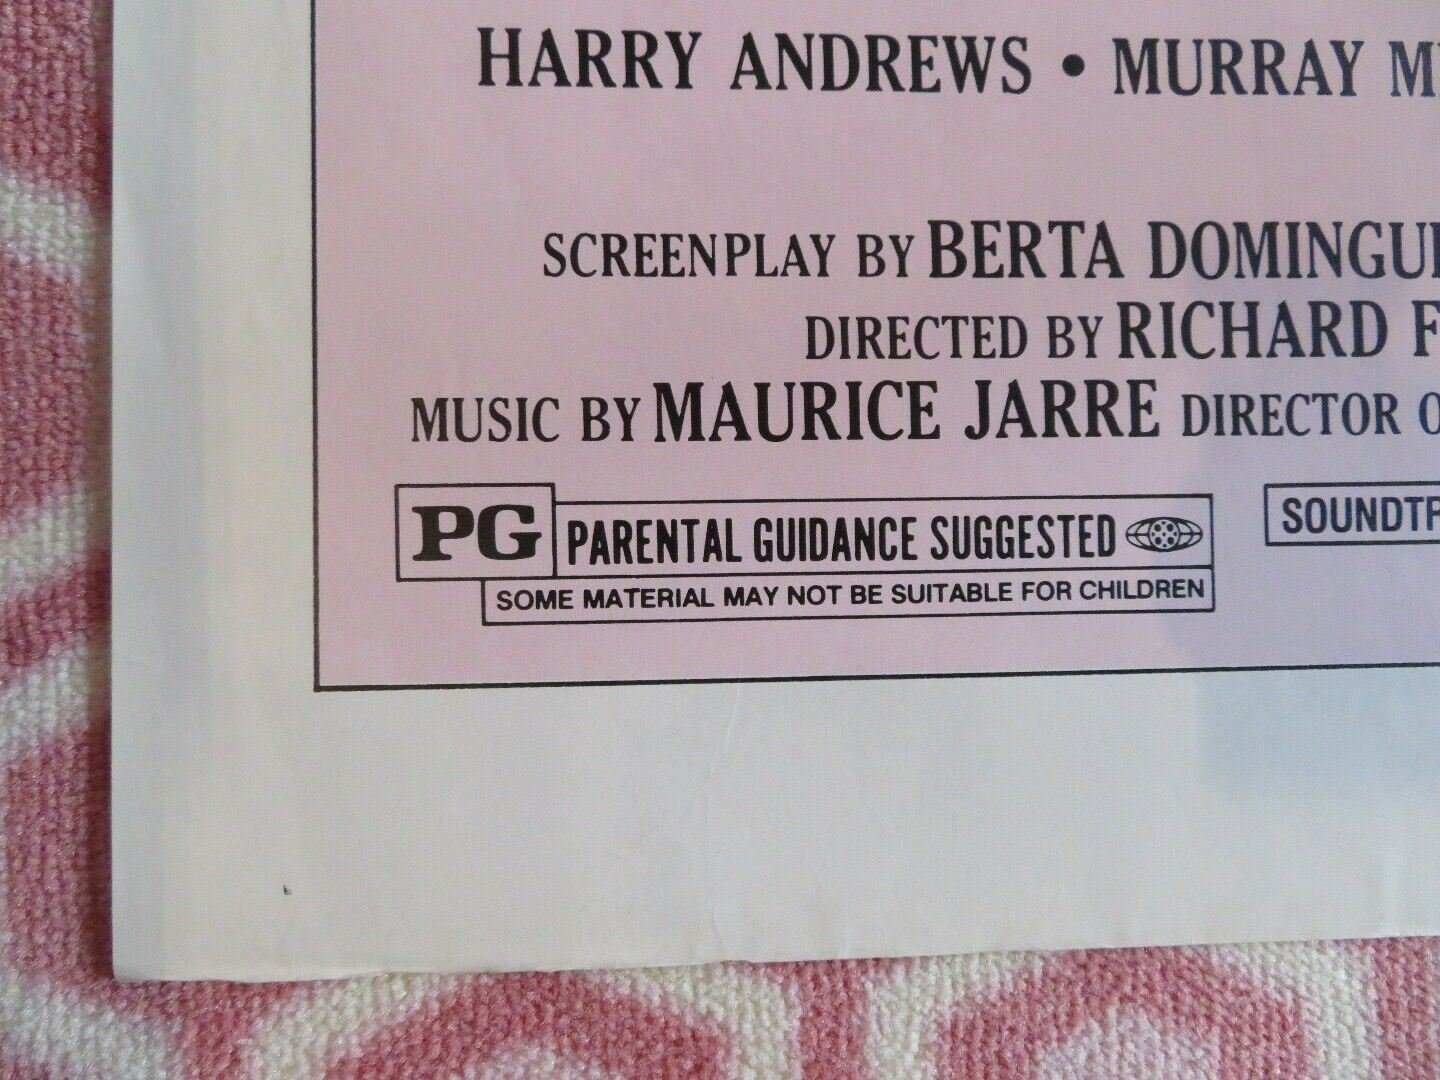 HARRY ANDREWS • MURRAY
SCREENPLAY BY BERTA
DIRECTED BY RICHARD
MUSIC BY MAURICE JARRE DIRECTOR
PG PARENTAL GUIDANCE SUGGESTED
SOME MATERIAL MAY NOT BE SUITABLE FOR CHILDREN